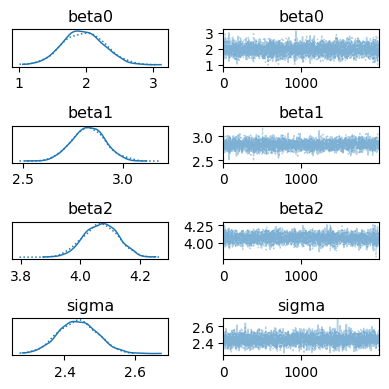 beta0 beta0
3
2
1
1 2 3 0 1000
beta1 beta1
3.0
2.5
2.5 3.0 0 1000
beta2 beta2
4.25
4.00
3.8 4.0 4.2 0 1000
sigma sigma
2.6
2.4
2.4 2.6 0 1000